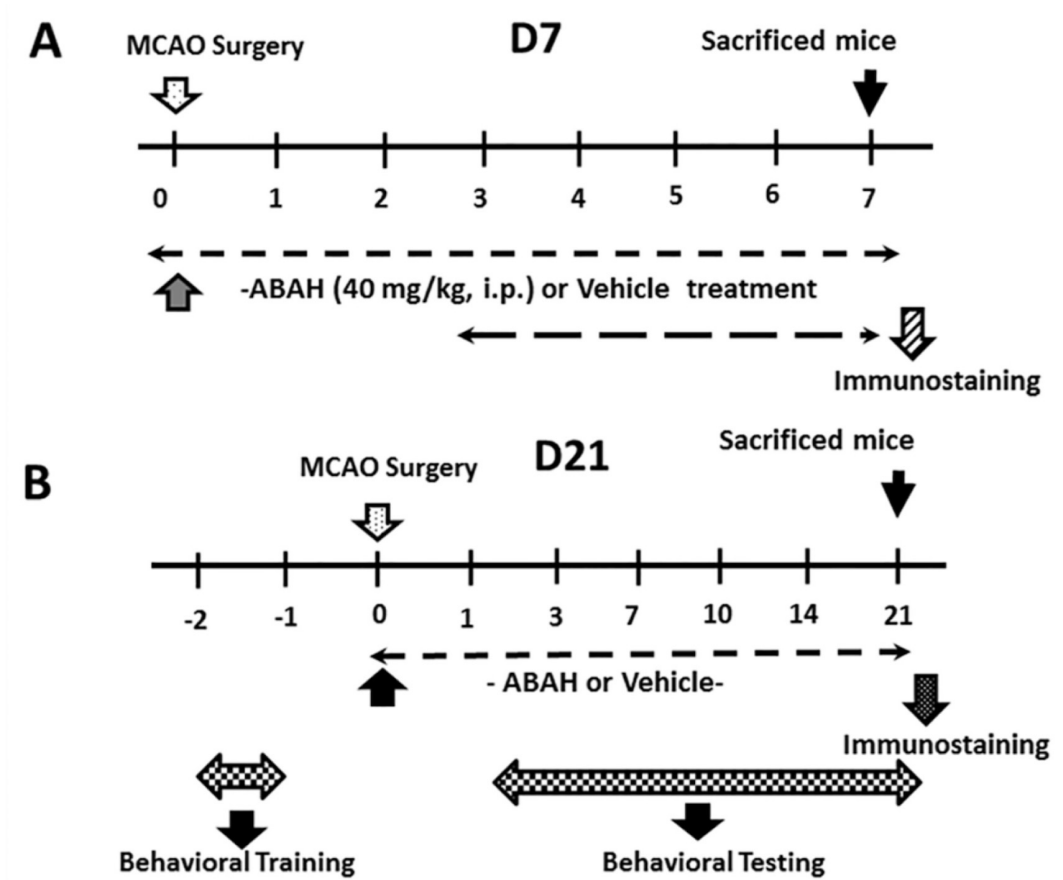 A
MCAO Surgery
D7
Sacrificed mice
0 1 2 3 4 5 6 7
-ABAH (40 mg/kg, i.p.) or Vehicle treatment
Immunostaining
B
MCAO Surgery
D21
Sacrificed mice
-2 -1 0 1 3 7 10 14 21
- ABAH or Vehicle-
Immunostaining
Behavioral Training
Behavioral Testing